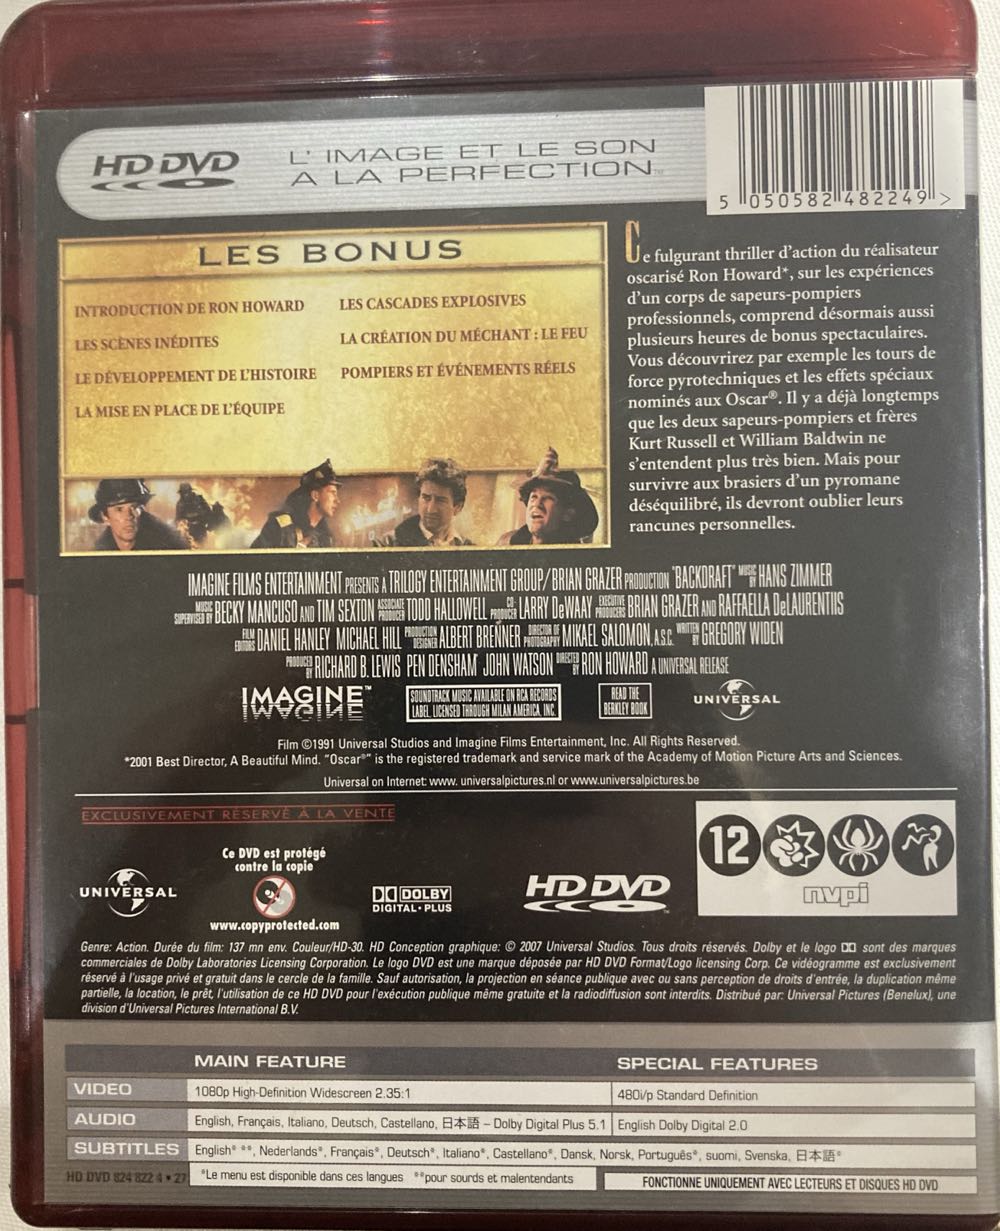 HD DVD
L'IMAGE ET LE SON
A LA PERFECTION™
5 050582 482249 >
LES BONUS
INTRODUCTION DE RON HOWARD
LES SCÈNES INÉDITES
LE DÉVELOPPEMENT DE L'HISTOIRE
LA MISE EN PLACE DE L'ÉQUIPE
LES CASCADES EXPLOSIVES
LA CRÉATION DU MÉCHANT : LE FEU
POMPIERS ET ÉVÉNEMENTS RÉELS
Ce fulgurant thriller d'action du réalisateur
oscarisé Ron Howard*, sur les expériences
d'un corps de sapeurs-pompiers
professionnels, comprend désormais aussi
plusieurs heures de bonus spectaculaires.
Vous découvrirez par exemple les tours de
force pyrotechniques et les effets spéciaux
nominés aux Oscar®. Il y a déjà longtemps
que les deux sapeurs-pompiers et frères
Kurt Russell et William Baldwin ne
s'entendent plus très bien. Mais pour
survivre aux brasiers d'un pyromane
déséquilibré, ils devront oublier leurs
rancunes personnelles.
IMAGINE FILMS ENTERTAINMENT PRESENTS A TRILOGY ENTERTAINMENT GROUP/BRIAN GRAZER PRODUCTION "BACKDRAFT" MUSIC BY HANS ZIMMER
MUSIC SUPERVISED BY BECKY MANCUSO AND TIM SEXTON ASSOCIATE PRODUCER TODD HALLOWELL CO-PRODUCER LARRY DeWAAY EXECUTIVE PRODUCERS BRIAN GRAZER AND RAFFAELLA DeLAURENTIIS
FILM EDITORS DANIEL HANLEY MICHAEL HILL PRODUCTION DESIGNER ALBERT BRENNER DIRECTOR OF PHOTOGRAPHY MIKAEL SALOMON, A.S.C. WRITTEN BY GREGORY WIDEN
PRODUCED BY RICHARD B. LEWIS PEN DENSHAM JOHN WATSON DIRECTED BY RON HOWARD A UNIVERSAL RELEASE
IMAGINE™
SOUNDTRACK MUSIC AVAILABLE ON RCA RECORDS
LABEL. LICENSED THROUGH MILAN AMERICA, INC.
READ THE
BERKLEY BOOK
UNIVERSAL
Film ©1991 Universal Studios and Imagine Films Entertainment, Inc. All Rights Reserved.
*2001 Best Director, A Beautiful Mind. "Oscar®" is the registered trademark and service mark of the Academy of Motion Picture Arts and Sciences.
Universal on Internet: www. universalpictures.nl or www.universalpictures.be
EXCLUSIVEMENT RÉSERVÉ À LA VENTE
UNIVERSAL
Ce DVD est protégé
contre la copie
www.copyprotected.com
DOLBY
DIGITAL·PLUS
HD DVD™
12
nvpi
Genre: Action. Durée du film: 137 mn env. Couleur/HD-30. HD Conception graphique: © 2007 Universal Studios. Tous droits réservés. Dolby et le logo DD sont des marques
commerciales de Dolby Laboratories Licensing Corporation. Le logo DVD est une marque déposée par HD DVD Format/Logo licensing Corp. Ce vidéogramme est exclusivement
réservé à l'usage privé et gratuit dans le cercle de la famille. Sauf autorisation, la projection en séance publique avec ou sans perception de droits d'entrée, la duplication même
partielle, la location, le prêt, l'utilisation de ce HD DVD pour l'exécution publique même gratuite et la radiodiffusion sont interdits. Distribué par: Universal Pictures (Benelux), une
division d'Universal Pictures International B.V.
MAIN FEATURE SPECIAL FEATURES
VIDEO 1080p High-Definition Widescreen 2.35:1 480i/p Standard Definition
AUDIO English, Français, Italiano, Deutsch, Castellano, 日本語 – Dolby Digital Plus 5.1 English Dolby Digital 2.0
SUBTITLES English* **, Nederlands*, Français*, Deutsch*, Italiano*, Castellano*, Dansk, Norsk, Português*, suomi, Svenska, 日本語*
HD DVD 824 822 4 • 27 *Le menu est disponible dans ces langues **pour sourds et malentendants FONCTIONNE UNIQUEMENT AVEC LECTEURS ET DISQUES HD DVD